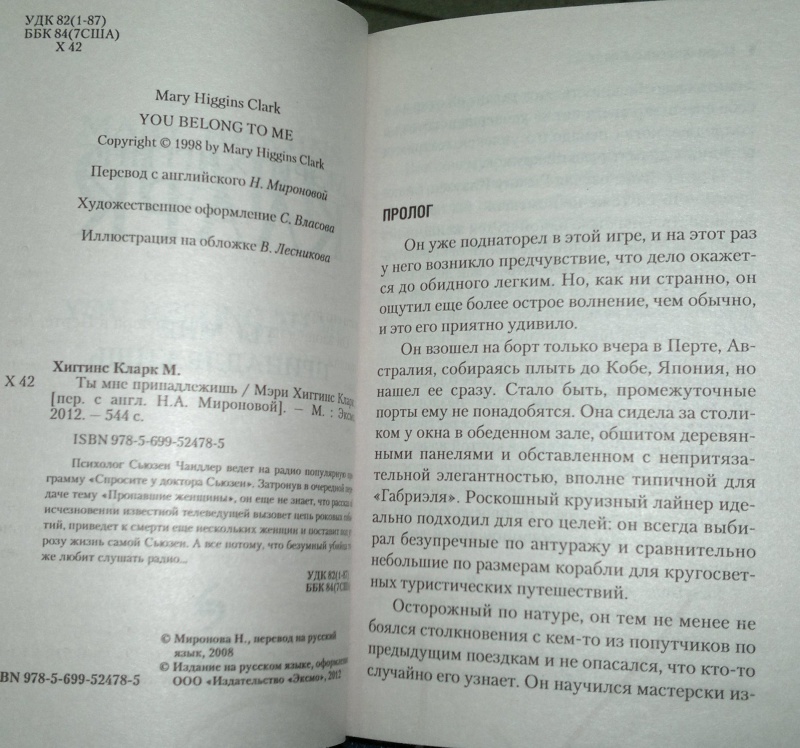 УДК 82(1-87)
ББК 84(7США)
Х 42
Mary Higgins Clark
YOU BELONG TO ME
Copyright © 1998 by Mary Higgins Clark
Перевод с английского Н. Мироновой
Художественное оформление С. Власова
Иллюстрация на обложке В. Лесникова
Хиггинс Кларк М.
Х 42 Ты мне принадлежишь / Мэри Хиггинс Кларк
[пер. с англ. Н.А. Мироновой]. — М. : Эксмо,
2012. — 544 с.
ISBN 978-5-699-52478-5
Психолог Сьюзен Чандлер ведет на радио популярную
грамму «Спросите у доктора Сьюзен». Затронув в очередной
даче тему «Пропавшие женщины», он еще не знает, что рассказ
исчезновении известной телеведущей вызовет цепь роковых
тий, приведет к смерти еще нескольких женщин и поставит под
розу жизнь самой Сьюзен. А все потому, что безумный убийца
же любит слушать радио...
УДК 82(1-87)
ББК 84(7США
© Миронова Н., перевод на русский
язык, 2008
© Издание на русском языке,
ООО «Издательство «Эксмо», 2012
BN 978-5-699-52478-5
ПРОЛОГ
Он уже поднаторел в этой игре, и на этот раз
у него возникло предчувствие, что дело окажет-
ся до обидного легким. Но, как ни странно, он
ощутил еще более острое волнение, чем обычно,
и это его приятно удивило.
Он взошел на борт только вчера в Перте, Ав-
стралия, собираясь плыть до Кобе, Япония, но
нашел ее сразу. Стало быть, промежуточные
порты ему не понадобятся. Она сидела за столи-
ком у окна в обеденном зале, обшитом деревян-
ными панелями и обставленном с непритяза-
тельной элегантностью, вполне типичной для
«Габриэля». Роскошный круизный лайнер иде-
ально подходил для его целей: он всегда выби-
рал безупречные по антуражу и сравнительно
небольшие по размерам корабли для кругосвет-
ных туристических путешествий.
Осторожный по натуре, он тем не менее не
боялся столкновения с кем-то из попутчиков по
предыдущим поездкам и не опасался, что кто-то
случайно его узнает. Он научился мастерски из-